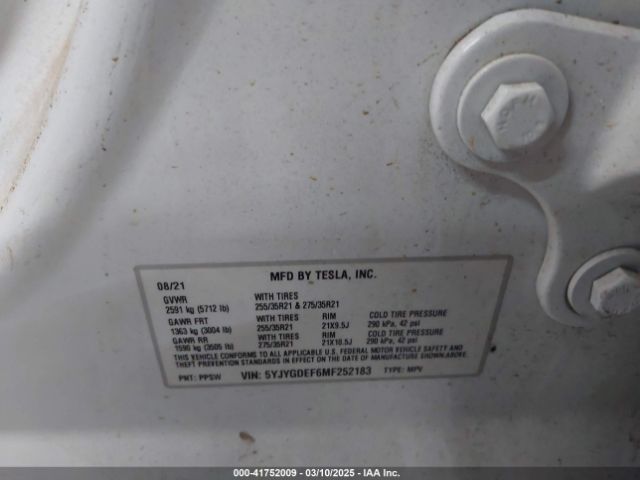 MFD BY TESLA, INC.
08/21
GVWR WITH TIRES
2591 kg (5712 lb) 255/35R21 & 275/35R21
GAWR FRT WITH TIRES RIM COLD TIRE PRESSURE
1363 kg (3004 lb) 255/35R21 21X9.5J 290 kPa, 42 psi
GAWR RR WITH TIRES RIM COLD TIRE PRESSURE
1590 kg (3505 lb) 275/35R21 21X10.5J 290 kPa, 42 psi
THIS VEHICLE CONFORMS TO ALL APPLICABLE U.S. FEDERAL MOTOR VEHICLE SAFETY AND
THEFT PREVENTION STANDARDS IN EFFECT ON THE DATE OF MANUFACTURE SHOWN ABOVE.
PNT: PPSW VIN: 5YJYGDEF6MF252183 TYPE: MPV
000-41752009 — 03/10/2025 — IAA Inc.